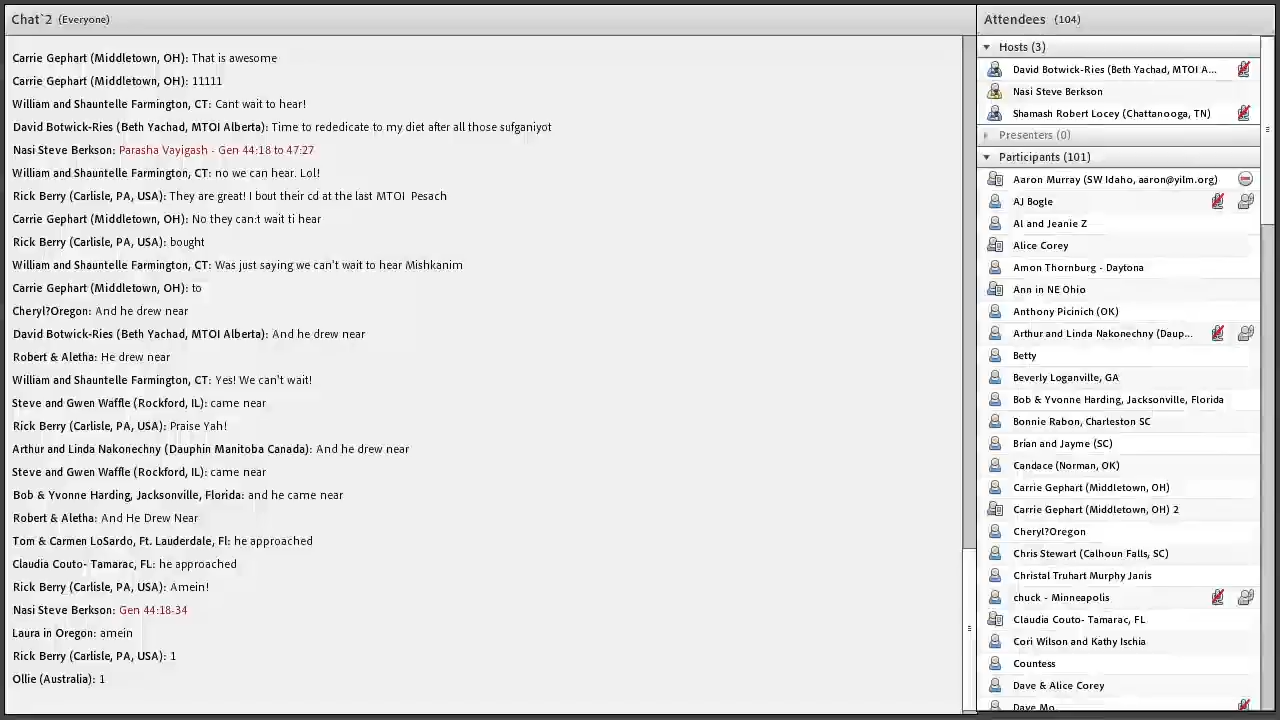 Chat`2 (Everyone)
Carrie Gephart (Middletown, OH): That is awesome
Carrie Gephart (Middletown, OH): 11111
William and Shauntelle Farmington, CT: Cant wait to hear!
David Botwick-Ries (Beth Yachad, MTOI Alberta): Time to rededicate to my diet after all those sufganiyot
Nasi Steve Berkson: Parasha Vayigash - Gen 44:18 to 47:27
William and Shauntelle Farmington, CT: no we can hear. Lol!
Rick Berry (Carlisle, PA, USA): They are great! I bout their cd at the last MTOI Pesach
Carrie Gephart (Middletown, OH): No they can:t wait ti hear
Rick Berry (Carlisle, PA, USA): bought
William and Shauntelle Farmington, CT: Was just saying we can't wait to hear Mishkanim
Carrie Gephart (Middletown, OH): to
Cheryl?Oregon: And he drew near
David Botwick-Ries (Beth Yachad, MTOI Alberta): And he drew near
Robert & Aletha: He drew near
William and Shauntelle Farmington, CT: Yes! We can't wait!
Steve and Gwen Waffle (Rockford, IL): came near
Rick Berry (Carlisle, PA, USA): Praise Yah!
Arthur and Linda Nakonechny (Dauphin Manitoba Canada): And he drew near
Steve and Gwen Waffle (Rockford, IL): came near
Bob & Yvonne Harding, Jacksonville, Florida: and he came near
Robert & Aletha: And He Drew Near
Tom & Carmen LoSardo, Ft. Lauderdale, Fl: he approached
Claudia Couto- Tamarac, FL: he approached
Rick Berry (Carlisle, PA, USA): Amein!
Nasi Steve Berkson: Gen 44:18-34
Laura in Oregon: amein
Rick Berry (Carlisle, PA, USA): 1
Ollie (Australia): 1
Attendees (104)
Hosts (3)
David Botwick-Ries (Beth Yachad, MTOI A...
Nasi Steve Berkson
Shamash Robert Locey (Chattanooga, TN)
Presenters (0)
Participants (101)
Aaron Murray (SW Idaho, aaron@yilm.org)
AJ Bogle
Al and Jeanie Z
Alice Corey
Amon Thornburg - Daytona
Ann in NE Ohio
Anthony Picinich (OK)
Arthur and Linda Nakonechny (Daup...
Betty
Beverly Loganville, GA
Bob & Yvonne Harding, Jacksonville, Florida
Bonnie Rabon, Charleston SC
Brian and Jayme (SC)
Candace (Norman, OK)
Carrie Gephart (Middletown, OH)
Carrie Gephart (Middletown, OH) 2
Cheryl?Oregon
Chris Stewart (Calhoun Falls, SC)
Christal Truhart Murphy Janis
chuck - Minneapolis
Claudia Couto- Tamarac, FL
Cori Wilson and Kathy Ischia
Countess
Dave & Alice Corey
Dave Mo